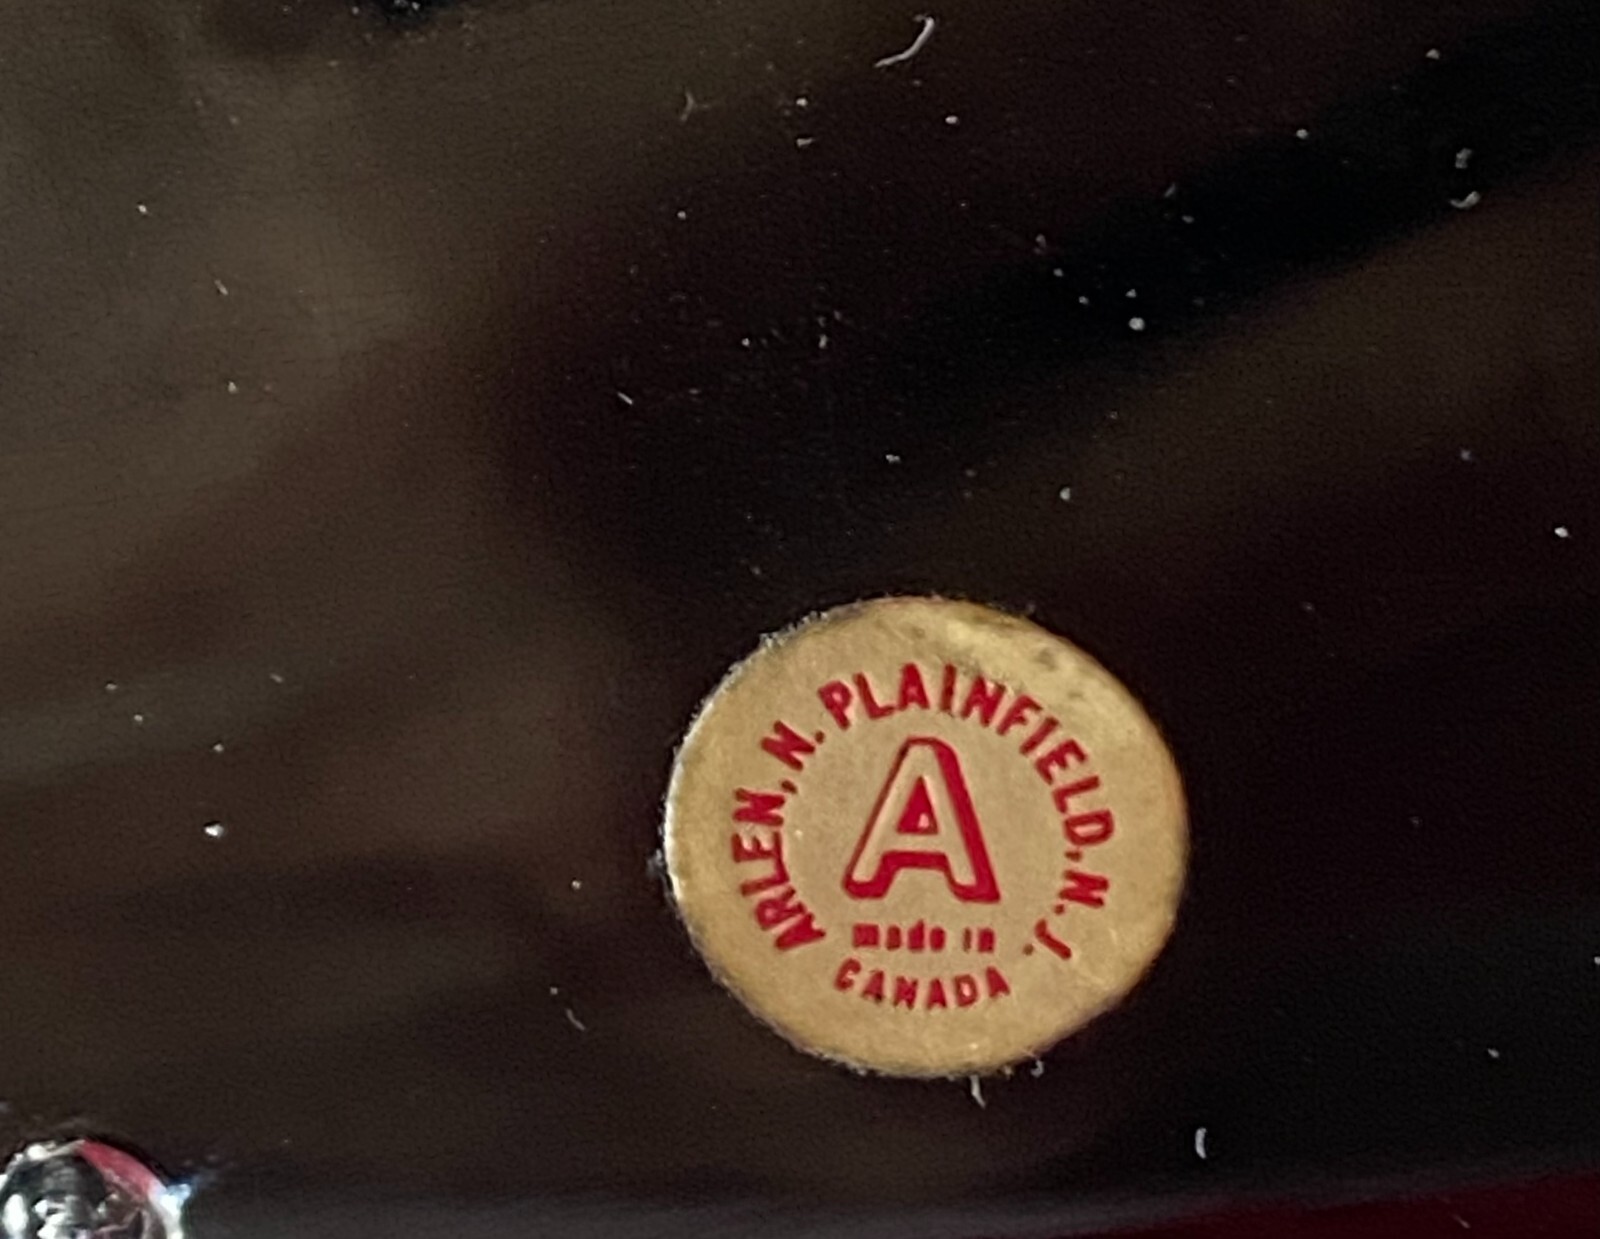 ARLEN, N. PLAINFIELD, N. J.
A
made in
CANADA